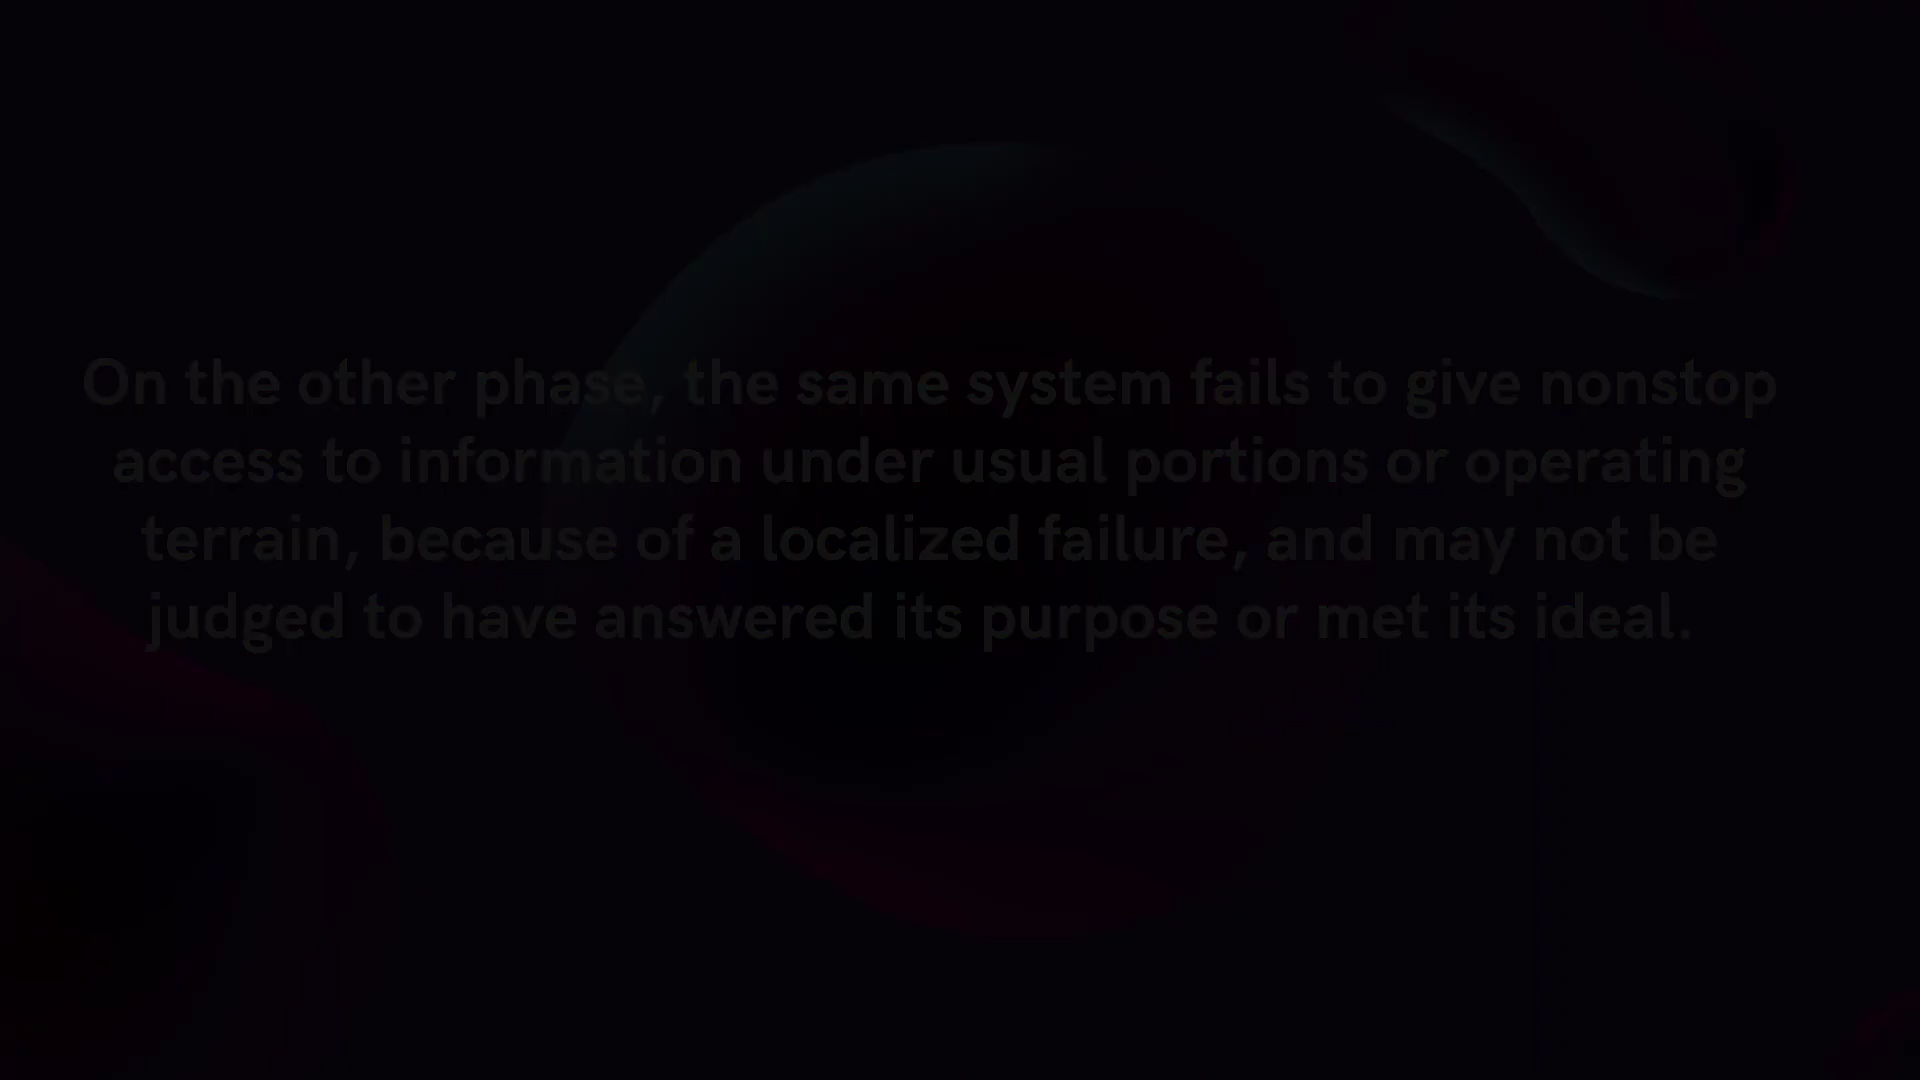 On the other phase, the same system fails to give nonstop
access to information under usual portions or operating
terrain, because of a localized failure, and may not be
judged to have answered its purpose or met its ideal.